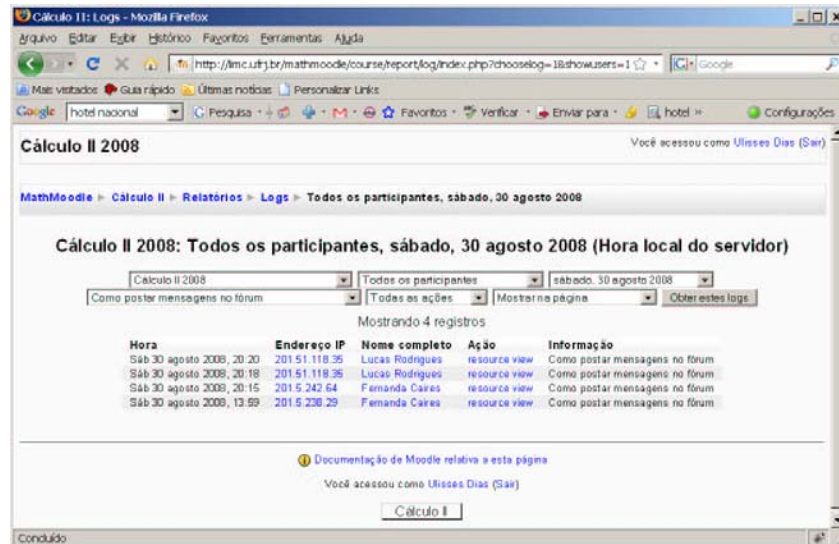 Cálculo II: Logs - Mozilla Firefox
Arquivo Editar Exibir Histórico Favoritos Ferramentas Ajuda
http://lmc.ufrj.br/mathmoodle/course/report/log/index.php?chooselog=1&showusers=1 Google
Mais visitados Guia rápido Últimas notícias Personalizar Links
Google hotel nacional Pesquisa Favoritos Verificar Enviar para hotel » Configurações
Cálculo II 2008 Você acessou como Ulisses Dias (Sair)
MathMoodle ► Cálculo II ► Relatórios ► Logs ► Todos os participantes, sábado, 30 agosto 2008
Cálculo II 2008: Todos os participantes, sábado, 30 agosto 2008 (Hora local do servidor)
Cálculo II 2008 Todos os participantes sábado, 30 agosto 2008
Como postar mensagens no fórum Todas as ações Mostrar na página Obter estes logs
Mostrando 4 registros
Hora Endereço IP Nome completo Ação Informação
Sáb 30 agosto 2008, 20:20 201.51.118.35 Lucas Rodrigues resource view Como postar mensagens no fórum
Sáb 30 agosto 2008, 20:18 201.51.118.35 Lucas Rodrigues resource view Como postar mensagens no fórum
Sáb 30 agosto 2008, 20:15 201.5.242.64 Fernanda Caires resource view Como postar mensagens no fórum
Sáb 30 agosto 2008, 13:59 201.5.238.29 Fernanda Caires resource view Como postar mensagens no fórum
Documentação de Moodle relativa a esta página
Você acessou como Ulisses Dias (Sair)
Cálculo II
Concluído